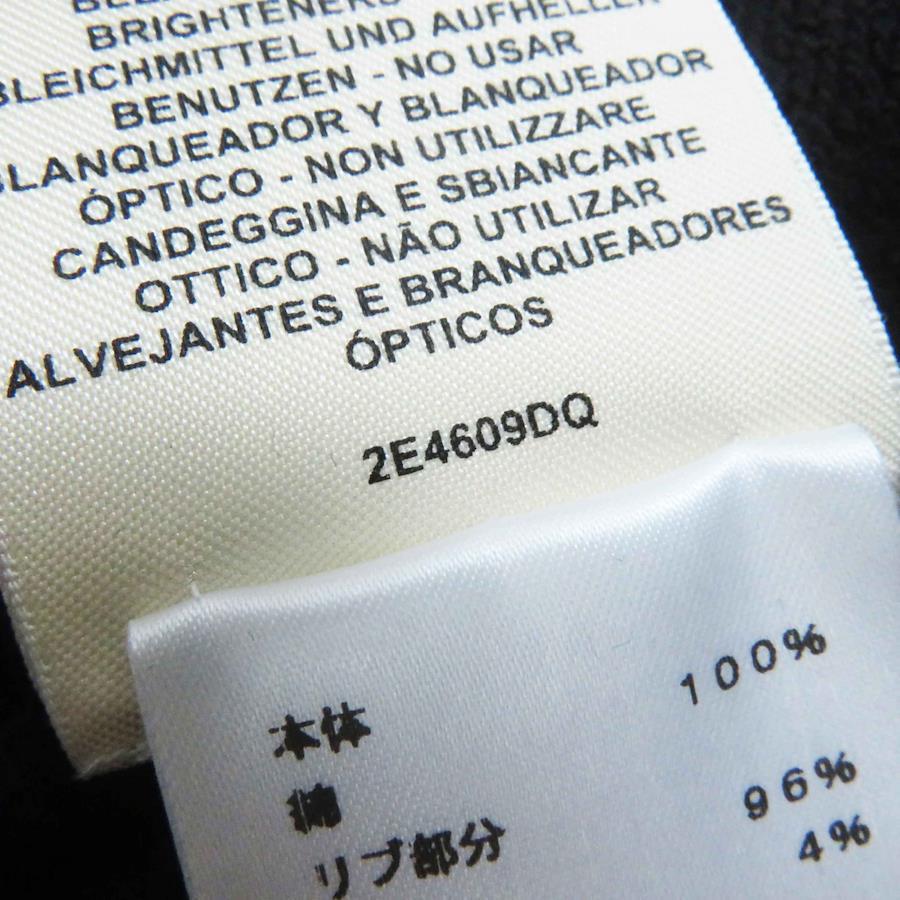 BRIGHTENERS
BLEICHMITTEL UND AUFHELLER
BENUTZEN - NO USAR
BLANQUEADOR Y BLANQUEADOR
ÓPTICO - NON UTILIZZARE
CANDEGGINA E SBIANCANTE
OTTICO - NÃO UTILIZAR
ALVEJANTES E BRANQUEADORES
ÓPTICOS
2E4609DQ
本体
綿 100%
リブ部分 96%
4%